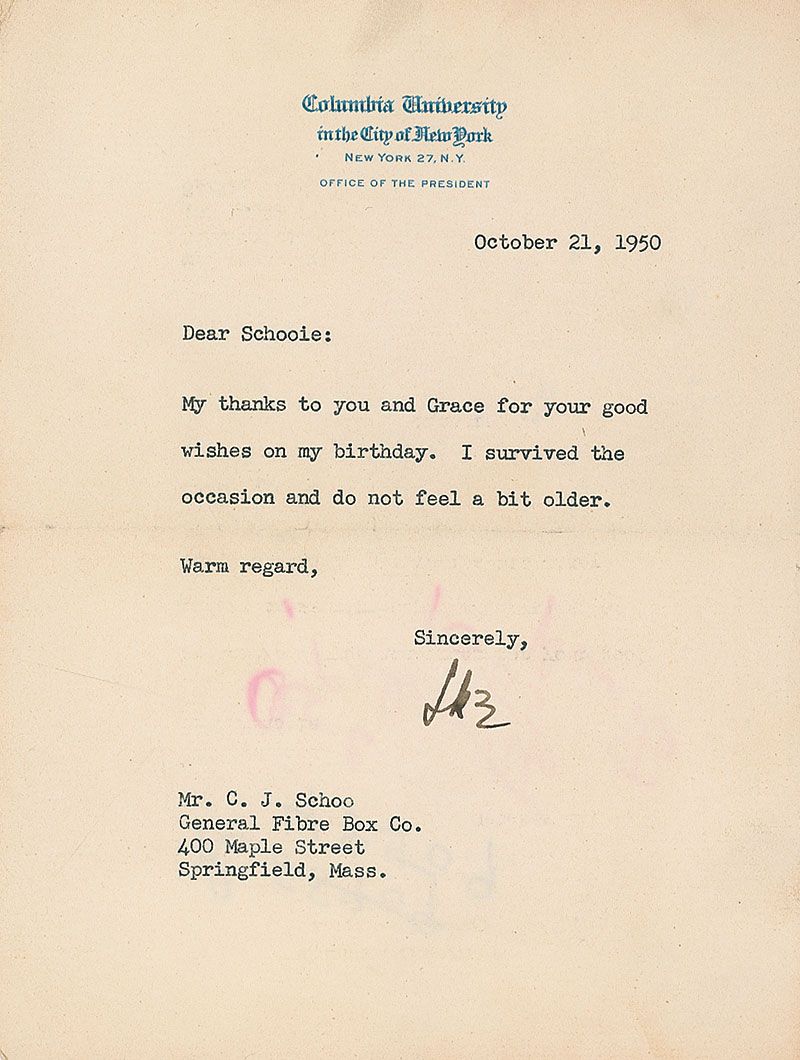 Columbia University
in the City of New York
NEW YORK 27, N.Y.
OFFICE OF THE PRESIDENT
October 21, 1950
Dear Schooie:
My thanks to you and Grace for your good
wishes on my birthday. I survived the
occasion and do not feel a bit older.
Warm regard,
Sincerely,
Ike
Mr. C. J. Schoo
General Fibre Box Co.
400 Maple Street
Springfield, Mass.